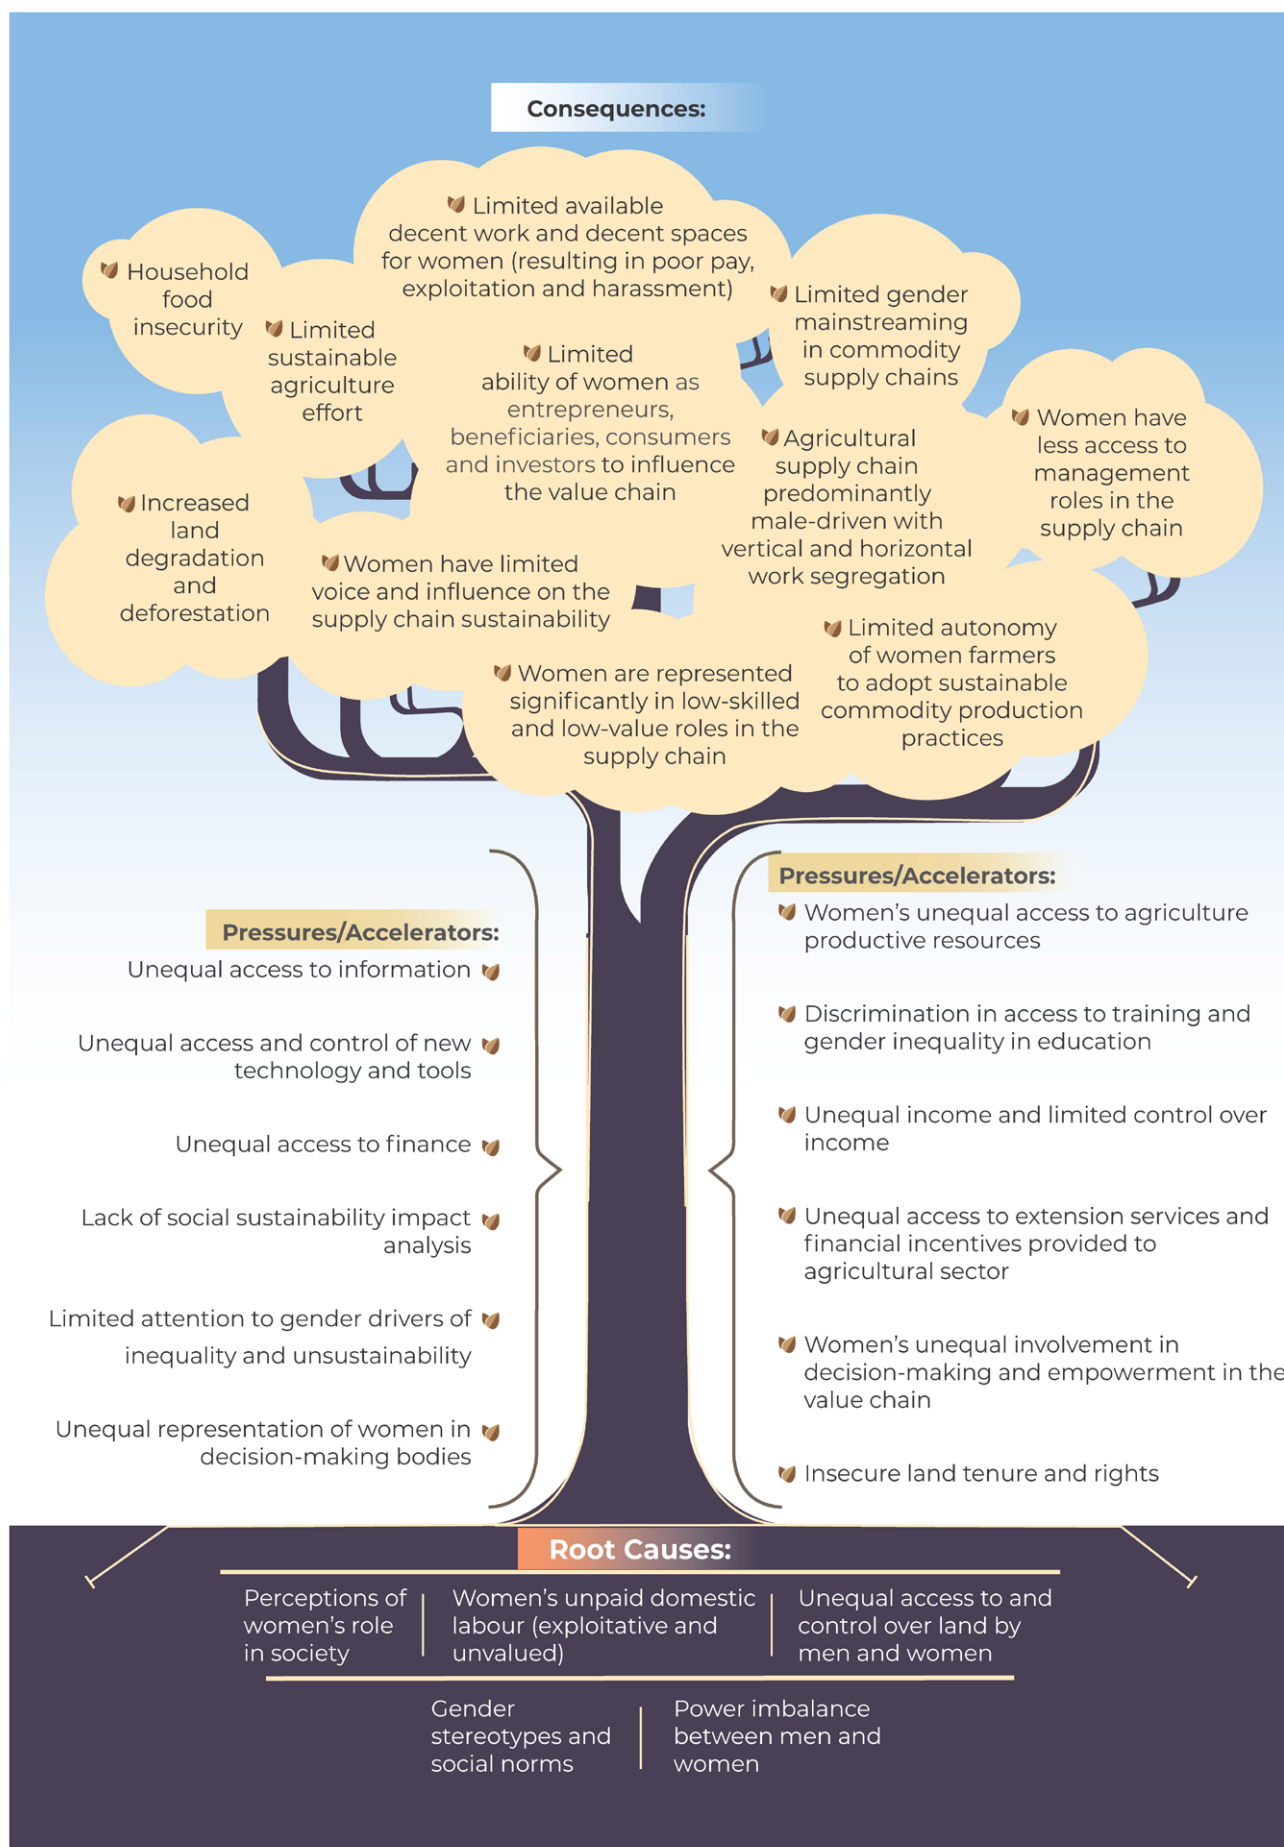 Consequences:
Limited available
decent work and decent spaces
for women (resulting in poor pay,
exploitation and harassment)
Household
food
insecurity
Limited
sustainable
agriculture
effort
Limited
ability of women as
entrepreneurs,
beneficiaries, consumers
and investors to influence
the value chain
Limited gender
mainstreaming
in commodity
supply chains
Agricultural
supply chain
predominantly
male-driven with
vertical and horizontal
work segregation
Women have
less access to
management
roles in the
supply chain
Increased
land
degradation
and
deforestation
Women have limited
voice and influence on the
supply chain sustainability
Women are represented
significantly in low-skilled
and low-value roles in the
supply chain
Limited autonomy
of women farmers
to adopt sustainable
commodity production
practices
Pressures/Accelerators:
Unequal access to information
Unequal access and control of new
technology and tools
Unequal access to finance
Lack of social sustainability impact
analysis
Limited attention to gender drivers of
inequality and unsustainability
Unequal representation of women in
decision-making bodies
Pressures/Accelerators:
Women's unequal access to agriculture
productive resources
Discrimination in access to training and
gender inequality in education
Unequal income and limited control over
income
Unequal access to extension services and
financial incentives provided to
agricultural sector
Women's unequal involvement in
decision-making and empowerment in the
value chain
Insecure land tenure and rights
Root Causes:
Perceptions of
women's role
in society
Women's unpaid domestic
labour (exploitative and
unvalued)
Unequal access to and
control over land by
men and women
Gender
stereotypes and
social norms
Power imbalance
between men and
women